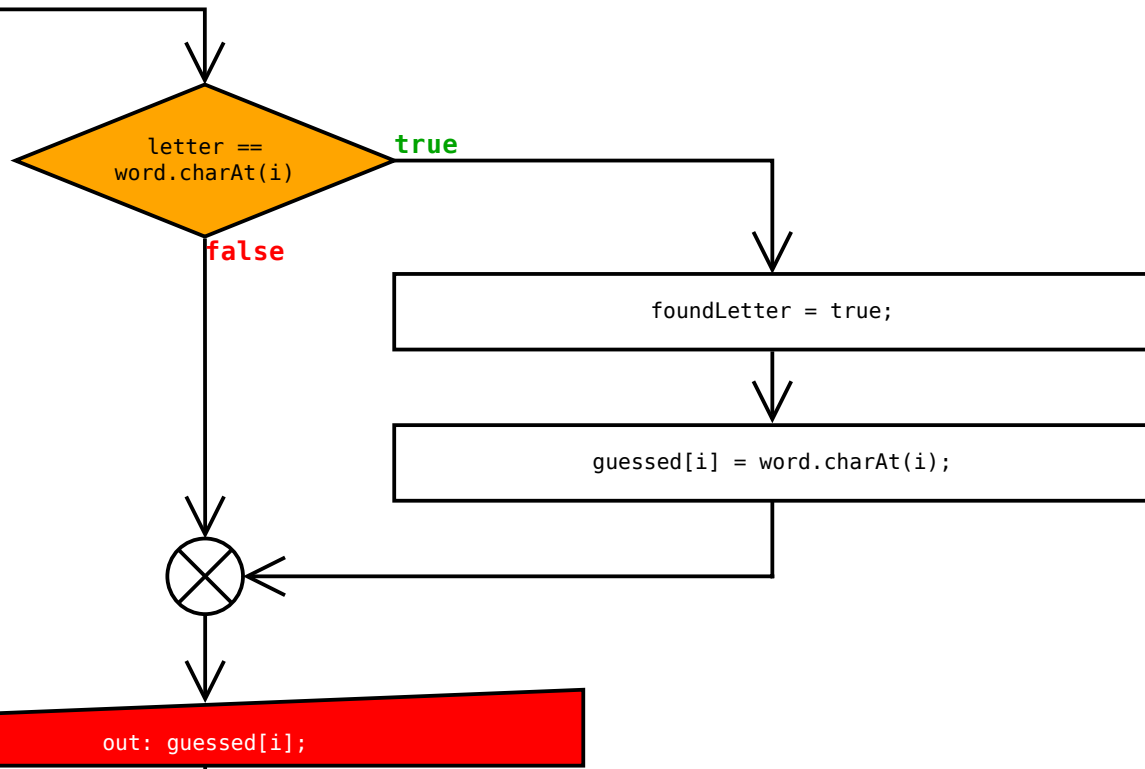 letter ==
word.charAt(i)
true
false
foundLetter = true;
guessed[i] = word.charAt(i);
out: guessed[i];